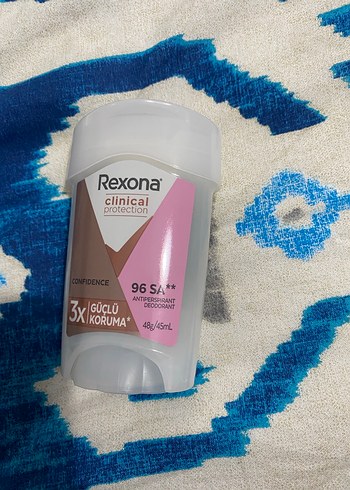 Rexona
clinical
protection
CONFIDENCE
96 SA**
ANTIPERSPIRANT
DEODORANT
3x GÜÇLÜ
KORUMA*
48g/45mL